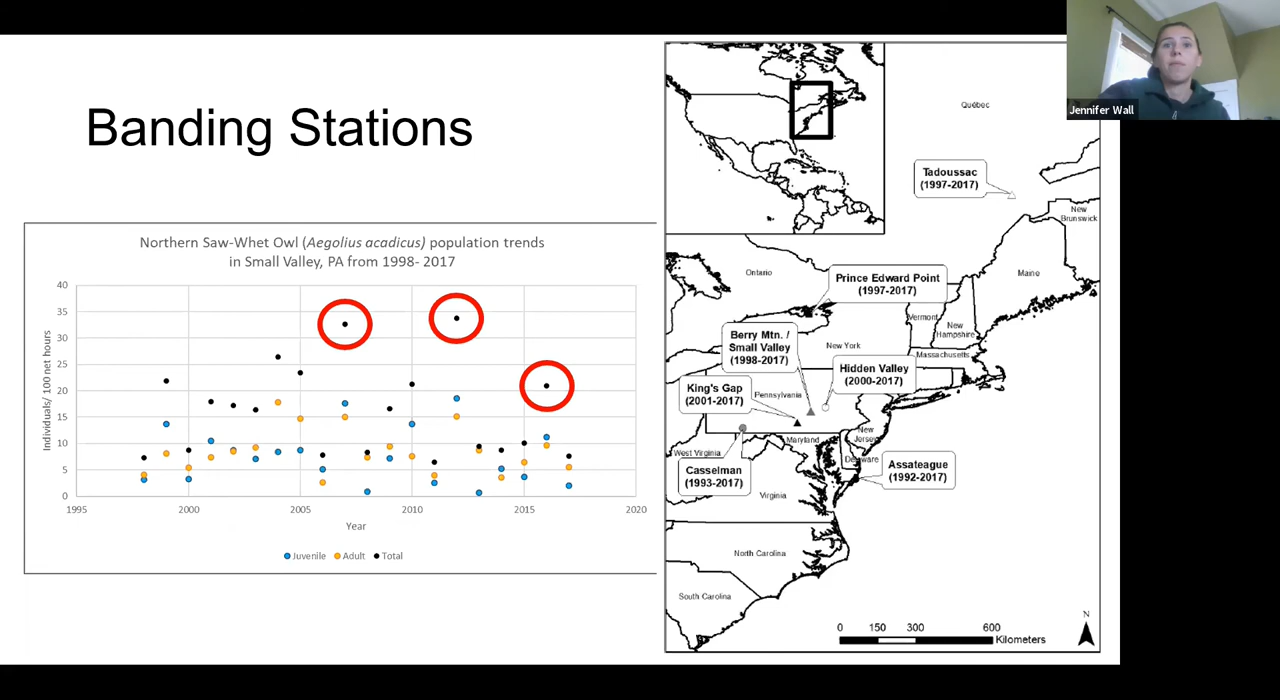 Banding Stations
Jennifer Wall
Northern Saw-Whet Owl (Aegolius acadicus) population trends
in Small Valley, PA from 1998- 2017
40
35
30
25
20
15
10
5
0
Individuals/ 100 net hours
1995
2000
2005
2010
2015
2020
Year
Juvenile
Adult
Total
Québec
Tadoussac
(1997-2017)
New
Brunswick
Maine
Ontario
Prince Edward Point
(1997-2017)
Vermont
New
Hampshire
Berry Mtn. /
Small Valley
(1998-2017)
New York
Massachusetts
Hidden Valley
(2000-2017)
King's Gap
(2001-2017)
Pennsylvania
New
Jersey
Maryland
West Virginia
Delaware
Casselman
(1993-2017)
Assateague
(1992-2017)
Virginia
North Carolina
South Carolina
N
0
150
300
600
Kilometers